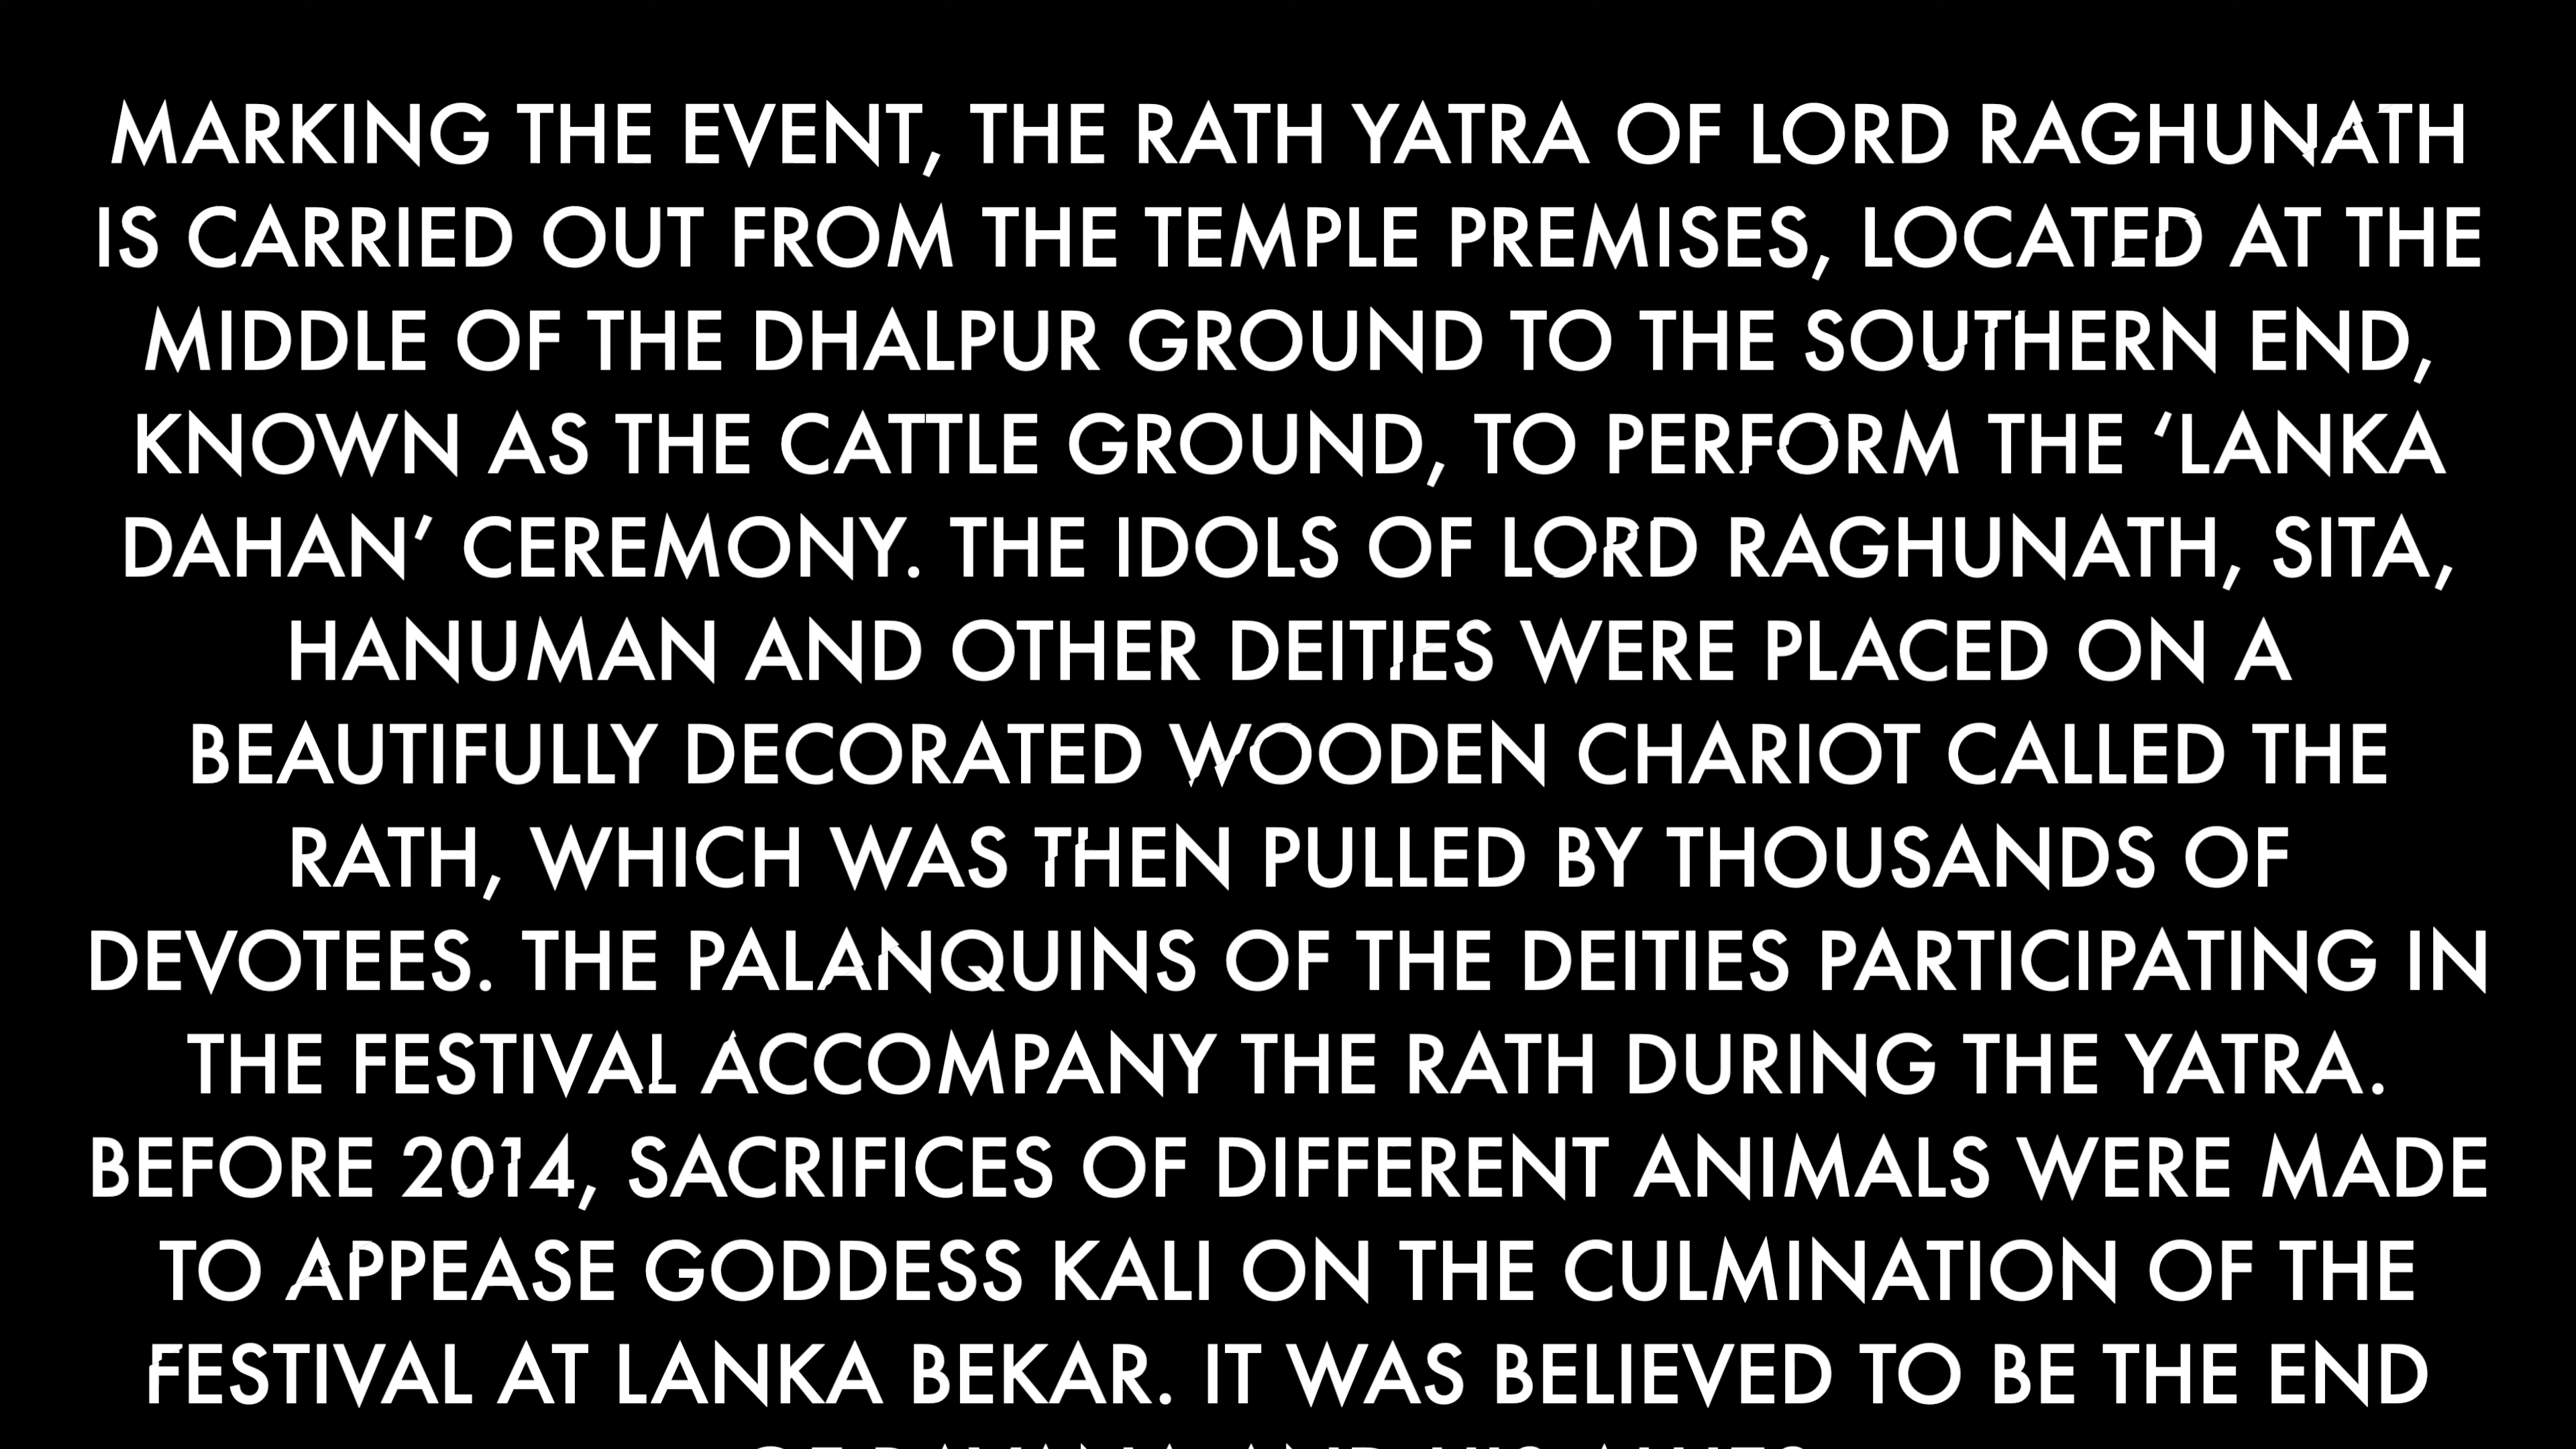 MARKING THE EVENT, THE RATH YATRA OF LORD RAGHUNATH
IS CARRIED OUT FROM THE TEMPLE PREMISES, LOCATED AT THE
MIDDLE OF THE DHALPUR GROUND TO THE SOUTHERN END,
KNOWN AS THE CATTLE GROUND, TO PERFORM THE ‘LANKA
DAHAN’ CEREMONY. THE IDOLS OF LORD RAGHUNATH, SITA,
HANUMAN AND OTHER DEITIES WERE PLACED ON A
BEAUTIFULLY DECORATED WOODEN CHARIOT CALLED THE
RATH, WHICH WAS THEN PULLED BY THOUSANDS OF
DEVOTEES. THE PALANQUINS OF THE DEITIES PARTICIPATING IN
THE FESTIVAL ACCOMPANY THE RATH DURING THE YATRA.
BEFORE 2014, SACRIFICES OF DIFFERENT ANIMALS WERE MADE
TO APPEASE GODDESS KALI ON THE CULMINATION OF THE
FESTIVAL AT LANKA BEKAR. IT WAS BELIEVED TO BE THE END